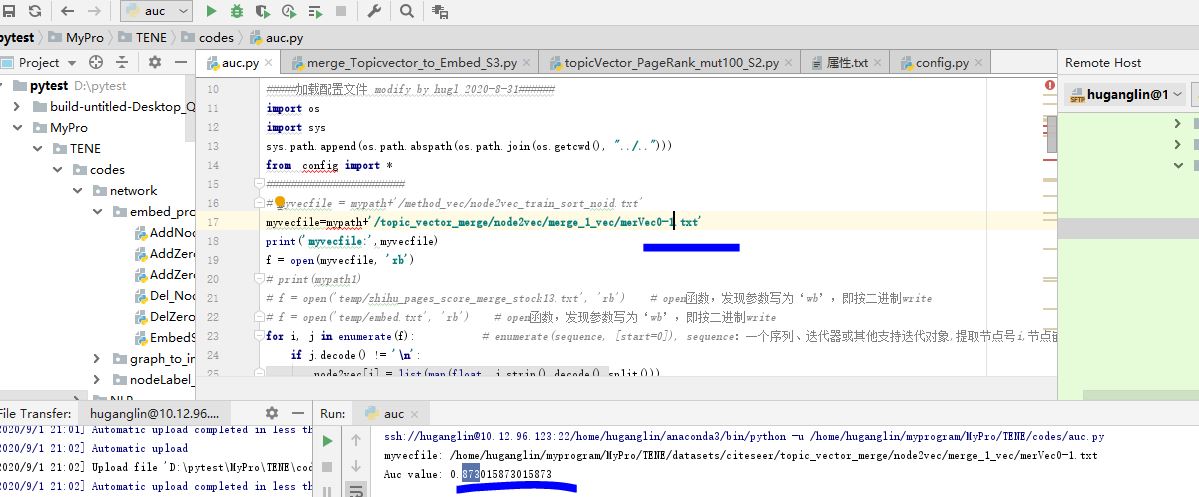 auc
pytest MyPro TENE codes auc.py
Project
auc.py merge_Topicvector_to_Embed_S3.py topicVector_PageRank_mut100_S2.py 属性.txt config.py
Remote Host
huganglin@1
SFTP
pytest D:\pytest
build-untitled-Desktop_Q
MyPro
TENE
codes
network
embed_pro
AddNod
AddZero
AddZero
Del_Noc
DelZero
EmbedS
graph_to_in
nodeLabel_
10 #####加载配置文件 modify by hugl 2020-8-31######
11 import os
12 import sys
13 sys.path.append(os.path.abspath(os.path.join(os.getcwd(), "../..")))
14 from config import *
15 #######################
16 # myvecfile = mypath+'/method_vec/node2vec_train_sort_noid.txt'
17 myvecfile=mypath+'/topic_vector_merge/node2vec/merge_1_vec/merVec0-1.txt'
18 print('myvecfile:',myvecfile)
19 f = open(myvecfile, 'rb')
20 # print(mypath1)
21 # f = open('temp/zhihu_pages_score_merge_stock13.txt', 'rb') # open函数，发现参数写为‘wb’，即按二进制write
22 # f = open('temp/embed.txt', 'rb') # open函数，发现参数写为‘wb’，即按二进制write
23 for i, j in enumerate(f): # enumerate(sequence, [start=0]), sequence：一个序列、迭代器或其他支持迭代对象,提取节点号i,节点
24 if j.decode() != '\n':
25 node2vec[i] = list(map(float, j.strip().decode().split()))
File Transfer: huganglin@10.12.96....
Run: auc
2020/9/1 21:01] Automatic upload completed in less th
2020/9/1 21:02] Automatic upload
2020/9/1 21:02] Upload file 'D:\pytest\MyPro\TENE\cod
2020/9/1 21:02] Automatic upload completed in less th
ssh://huganglin@10.12.96.123:22/home/huganglin/anaconda3/bin/python -u /home/huganglin/myprogram/MyPro/TENE/codes/auc.py
myvecfile: /home/huganglin/myprogram/MyPro/TENE/datasets/citeseer/topic_vector_merge/node2vec/merge_1_vec/merVec0-1.txt
Auc value: 0.873015873015873